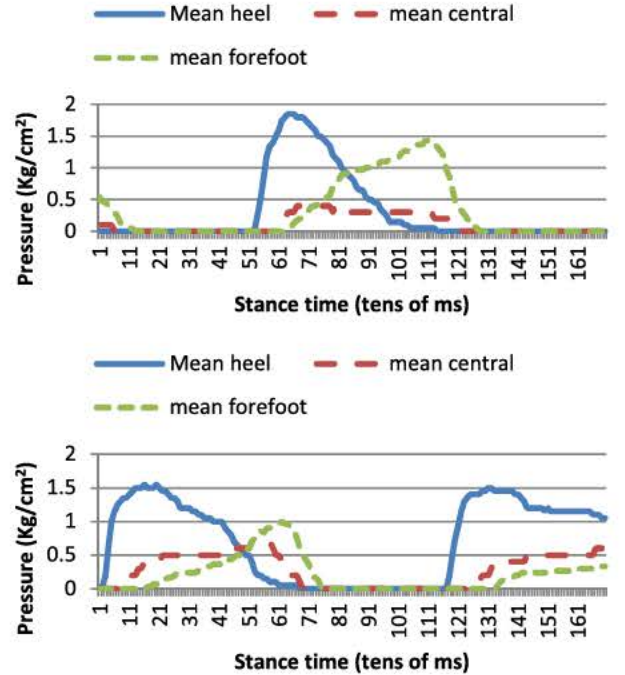 Mean heel mean central
mean forefoot
Pressure (Kg/cm²)
2
1.5
1
0.5
0
1 11 21 31 41 51 61 71 81 91 101 111 121 131 141 151 161
Stance time (tens of ms)
Mean heel mean central
mean forefoot
Pressure (Kg/cm²)
2
1.5
1
0.5
0
1 11 21 31 41 51 61 71 81 91 101 111 121 131 141 151 161
Stance time (tens of ms)